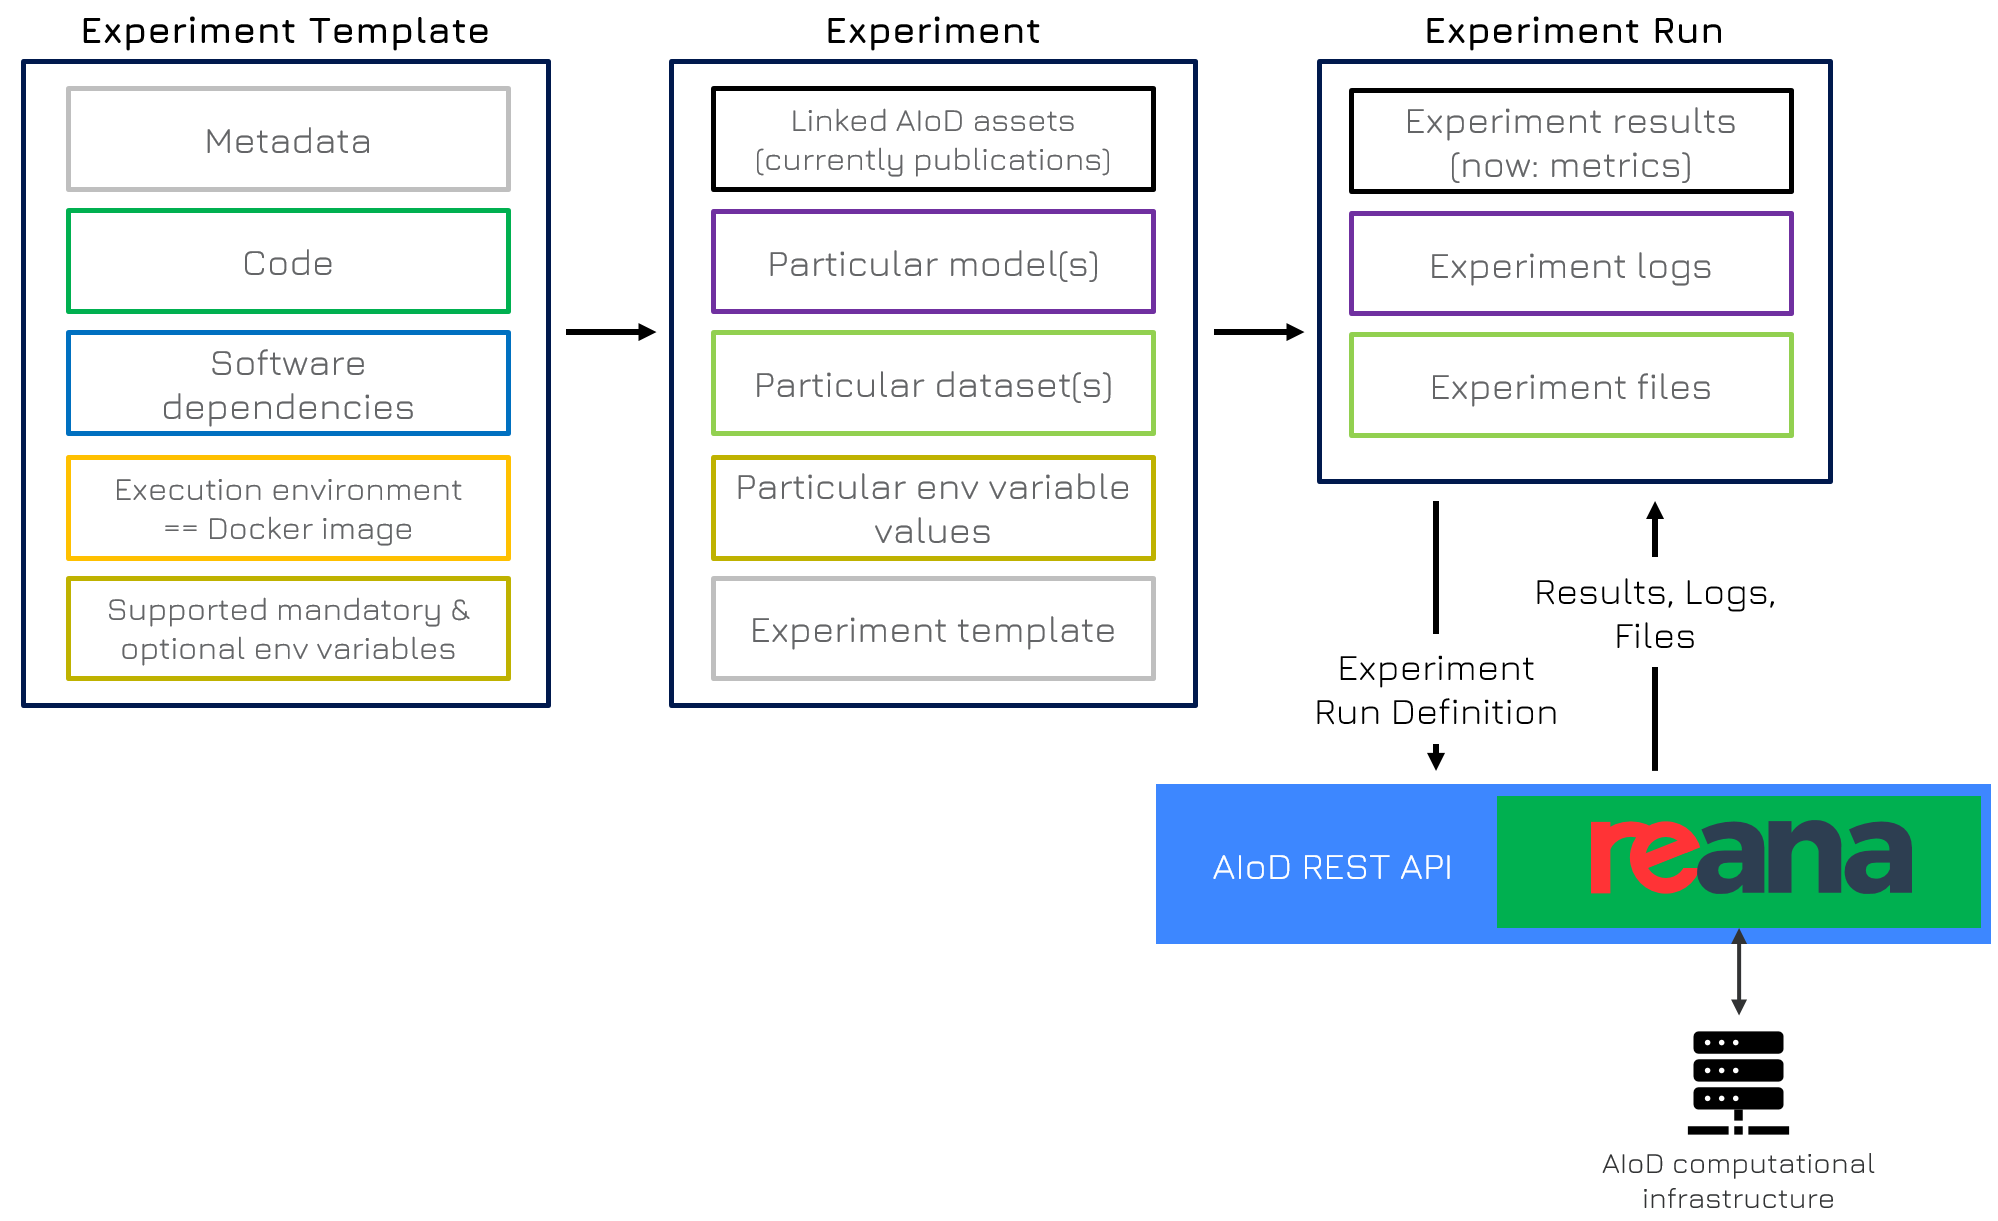 Experiment Template
Metadata
Code
Software
dependencies
Execution environment
== Docker image
Supported mandatory &
optional env variables
Experiment
Linked AIoD assets
(currently publications)
Particular model(s)
Particular dataset(s)
Particular env variable
values
Experiment template
Experiment Run
Experiment results
(now: metrics)
Experiment logs
Experiment files
Experiment
Run Definition
Results, Logs,
Files
AIoD REST API
reana
AIoD computational
infrastructure